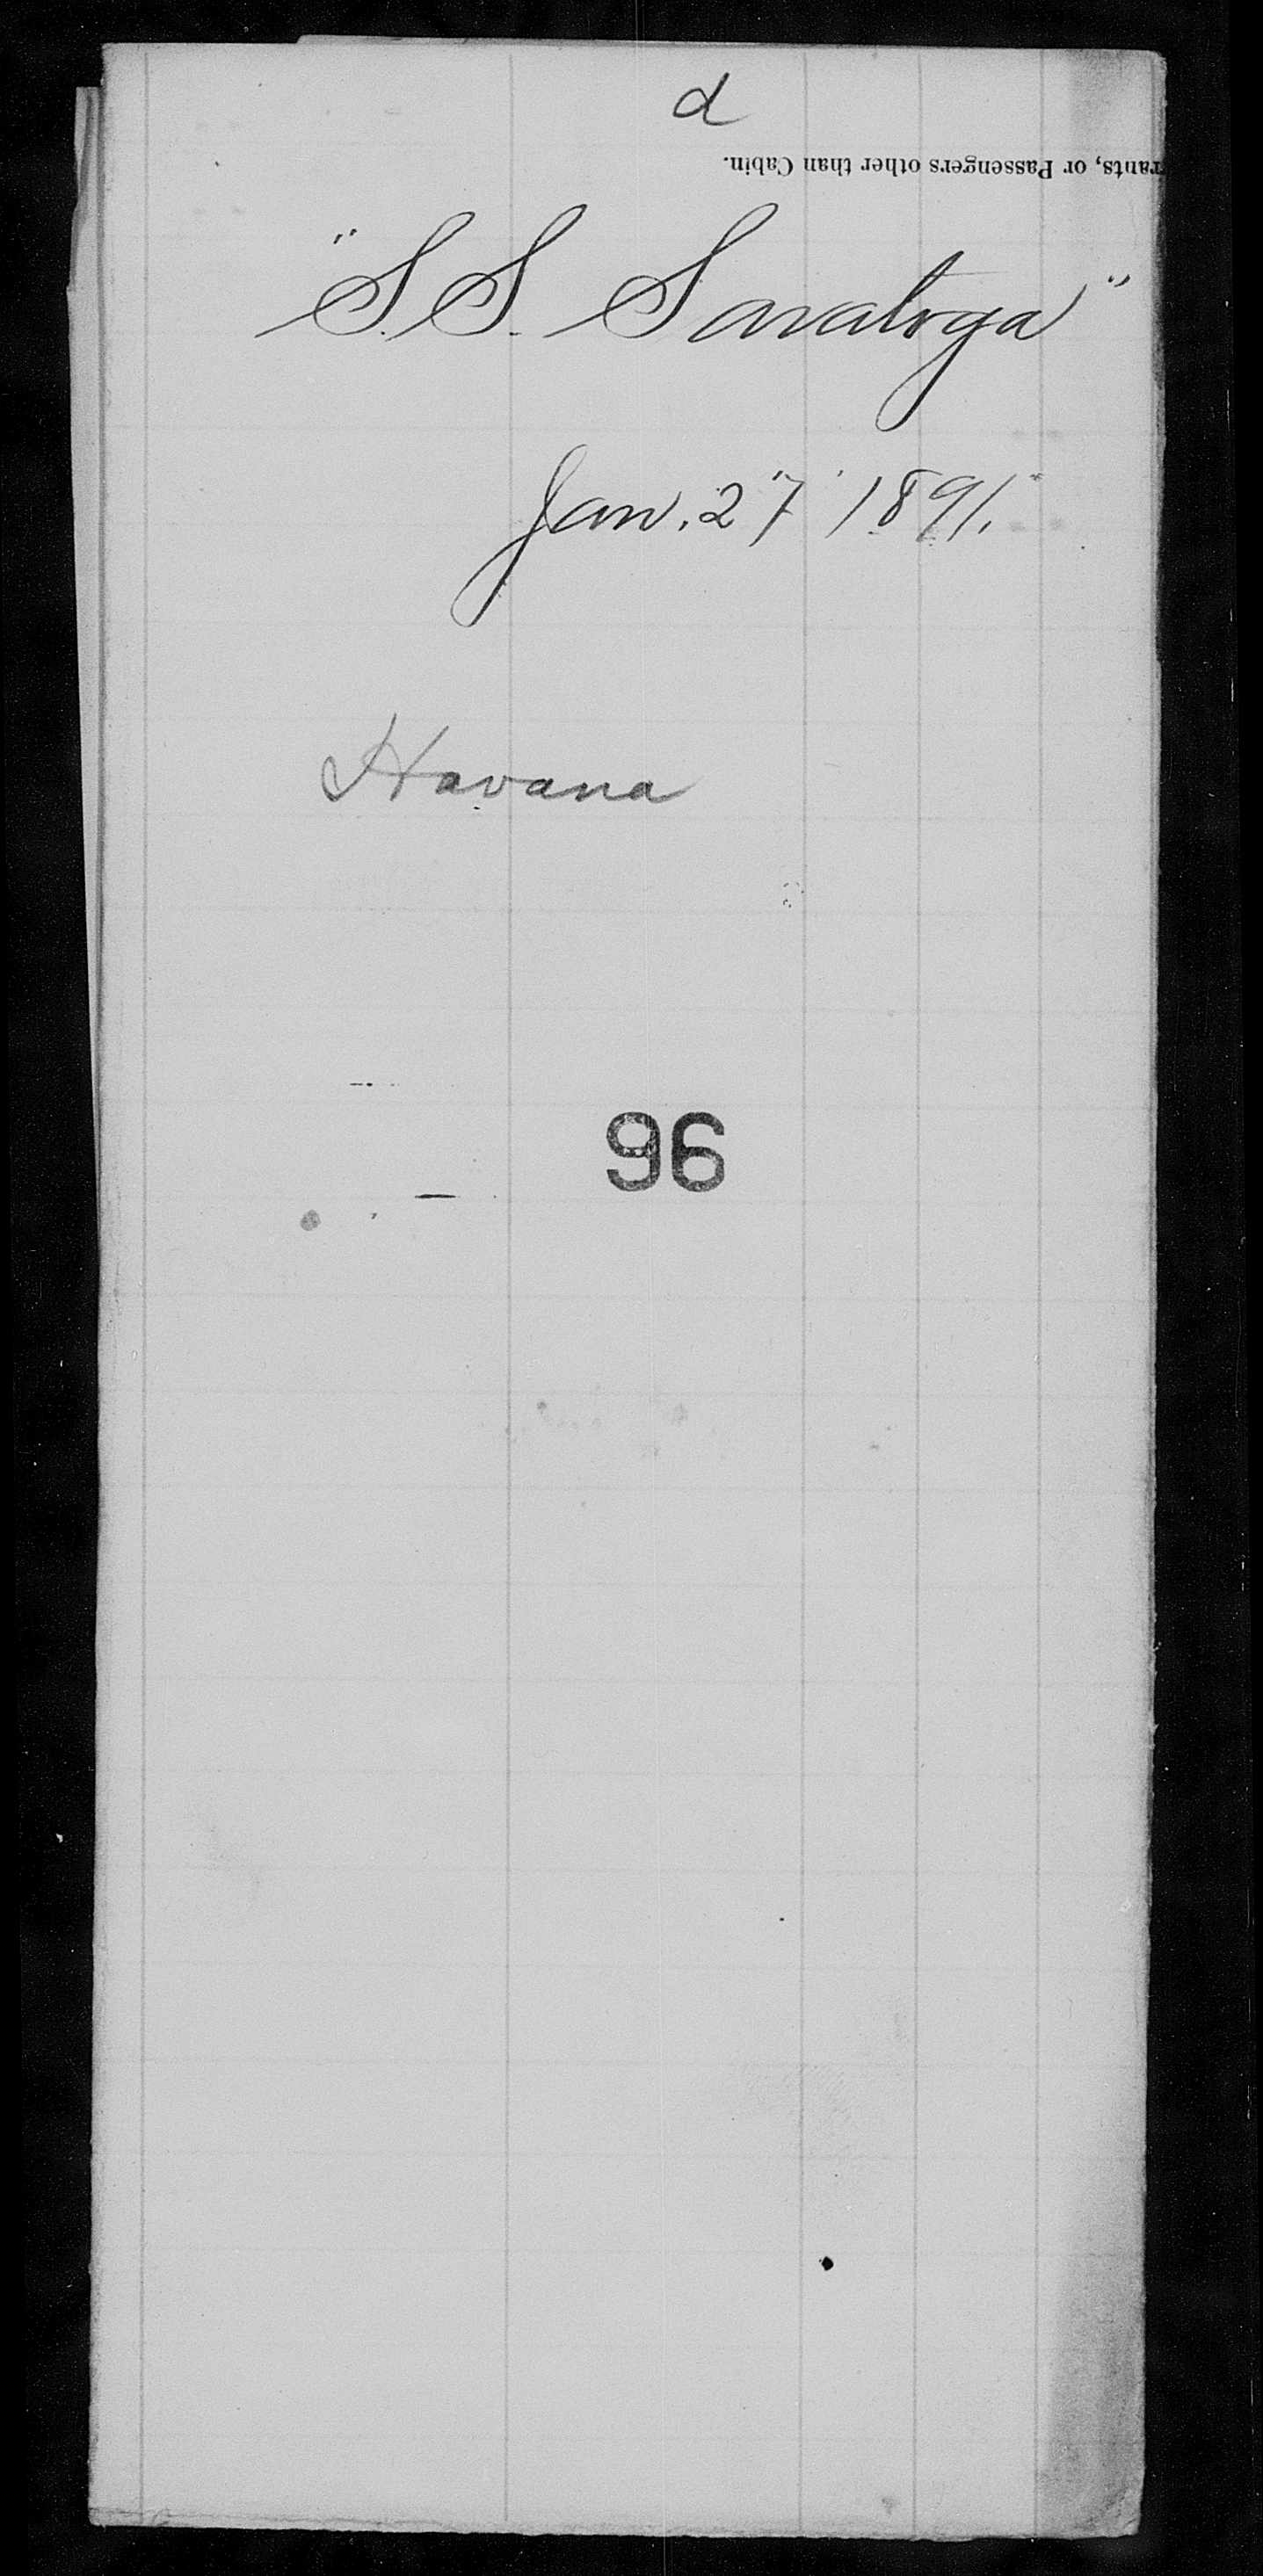 d
rants, or Passengers other than Cabin.
"S.S. Saratoga"
Jan. 27" 1891.
Havana
96